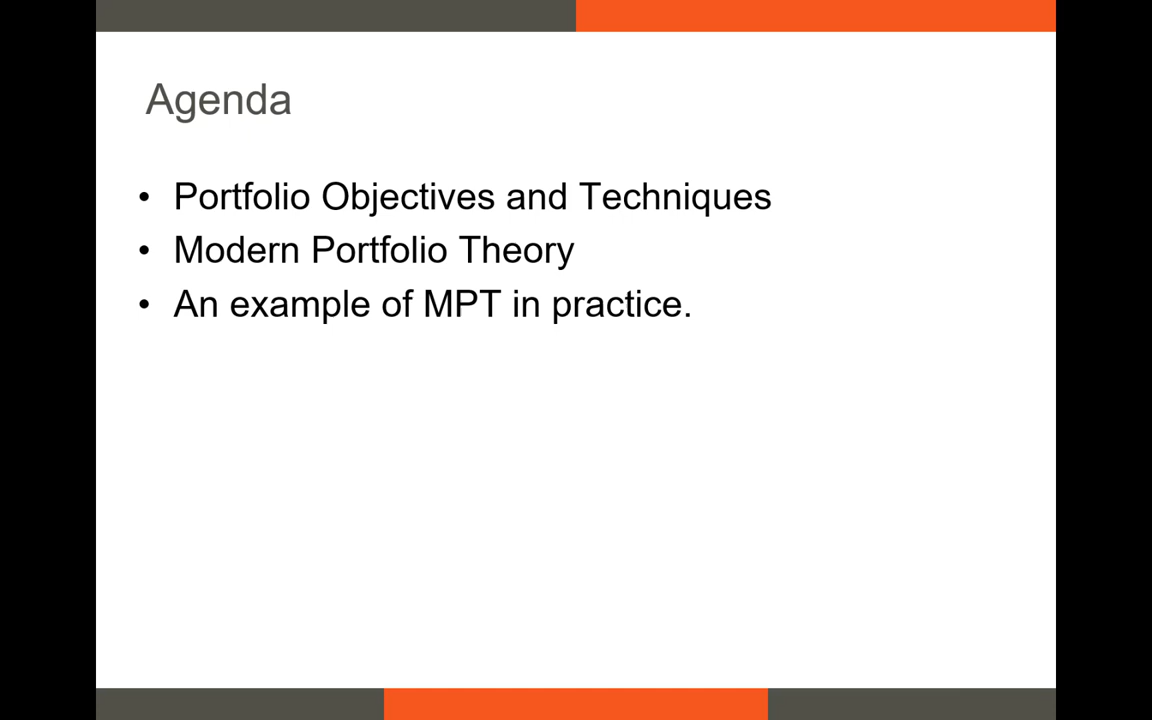 Agenda
• Portfolio Objectives and Techniques
• Modern Portfolio Theory
• An example of MPT in practice.